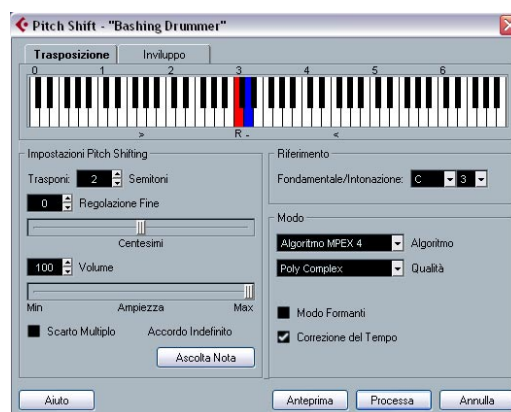 Pitch Shift - "Bashing Drummer"
Trasposizione Inviluppo
0 1 2 3 4 5 6
» R - «
Impostazioni Pitch Shifting
Trasponi: 2 Semitoni
0 Regolazione Fine
Centesimi
100 Volume
Min Ampiezza Max
Scarto Multiplo Accordo Indefinito
Ascolta Nota
Riferimento
Fondamentale/Intonazione: C 3
Modo
Algoritmo MPEX 4 Algoritmo
Poly Complex Qualità
Modo Formanti
Correzione del Tempo
Aiuto Anteprima Processa Annulla